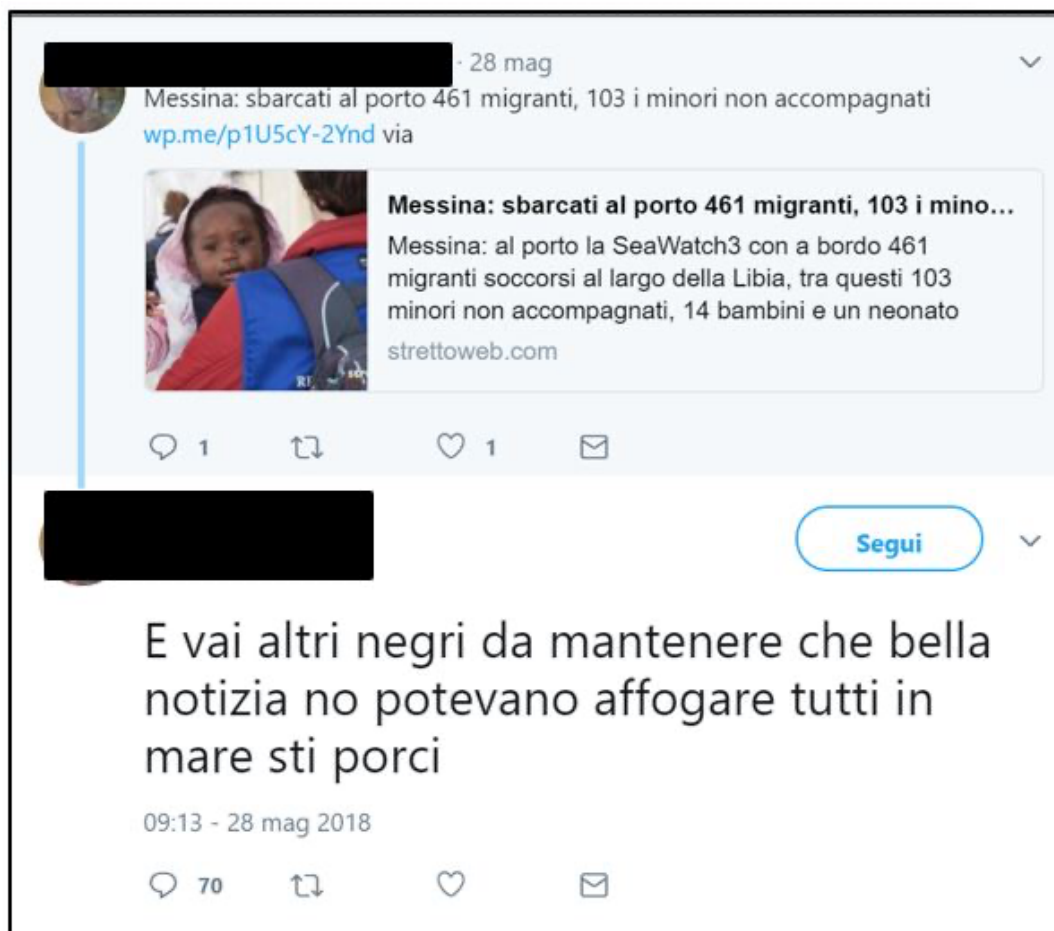 · 28 mag
Messina: sbarcati al porto 461 migranti, 103 i minori non accompagnati
wp.me/p1U5cY-2Ynd via
Messina: sbarcati al porto 461 migranti, 103 i mino...
Messina: al porto la SeaWatch3 con a bordo 461
migranti soccorsi al largo della Libia, tra questi 103
minori non accompagnati, 14 bambini e un neonato
strettoweb.com
1 1
Segui
E vai altri negri da mantenere che bella
notizia no potevano affogare tutti in
mare sti porci
09:13 - 28 mag 2018
70